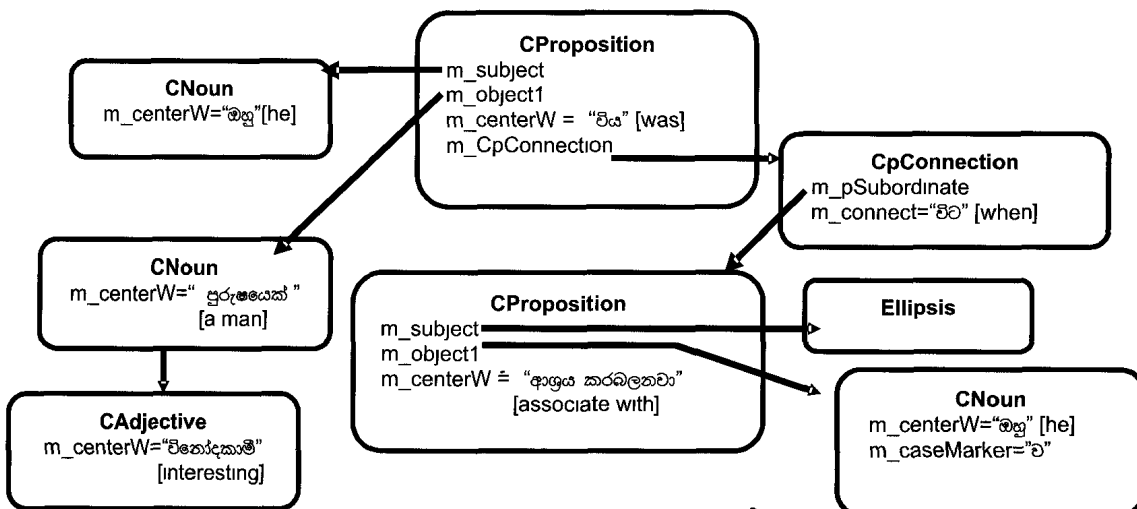 CProposition
m_subject
m_object1
m_centerW = “විය” [was]
m_CpConnection
CNoun
m_centerW=“ඔහු”[he]
CpConnection
m_pSubordinate
m_connect=“විට” [when]
CNoun
m_centerW=“ පුරුෂයෙක් ”
[a man]
CProposition
m_subject
m_object1
m_centerW = “ආශ්‍රය කරබලනවා”
[associate with]
Ellipsis
CAdjective
m_centerW=“විනෝදකාමී”
[interesting]
CNoun
m_centerW=“ඔහු” [he]
m_caseMarker=”ව”